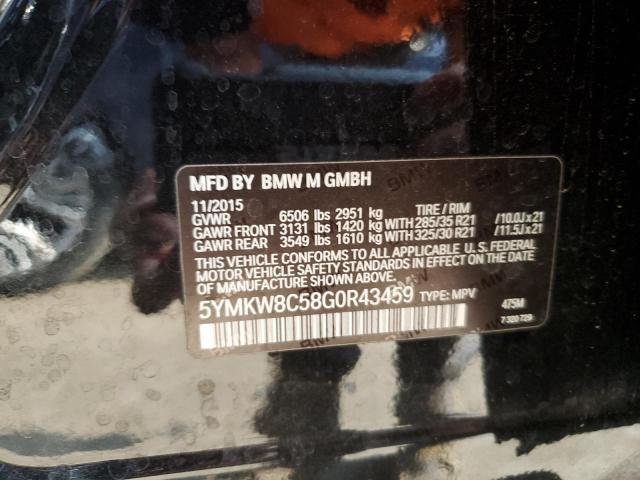 MFD BY BMW M GMBH
11/2015 TIRE / RIM
GVWR 6506 lbs 2951 kg
GAWR FRONT 3131 lbs 1420 kg WITH 285/35 R21 /10.0J x 21
GAWR REAR 3549 lbs 1610 kg WITH 325/30 R21 /11.5J x 21
THIS VEHICLE CONFORMS TO ALL APPLICABLE U. S. FEDERAL
MOTOR VEHICLE SAFETY STANDARDS IN EFFECT ON THE DATE
OF MANUFACTURE SHOWN ABOVE.
5YMKW8C58G0R43459 TYPE: MPV 475M
7 320 729